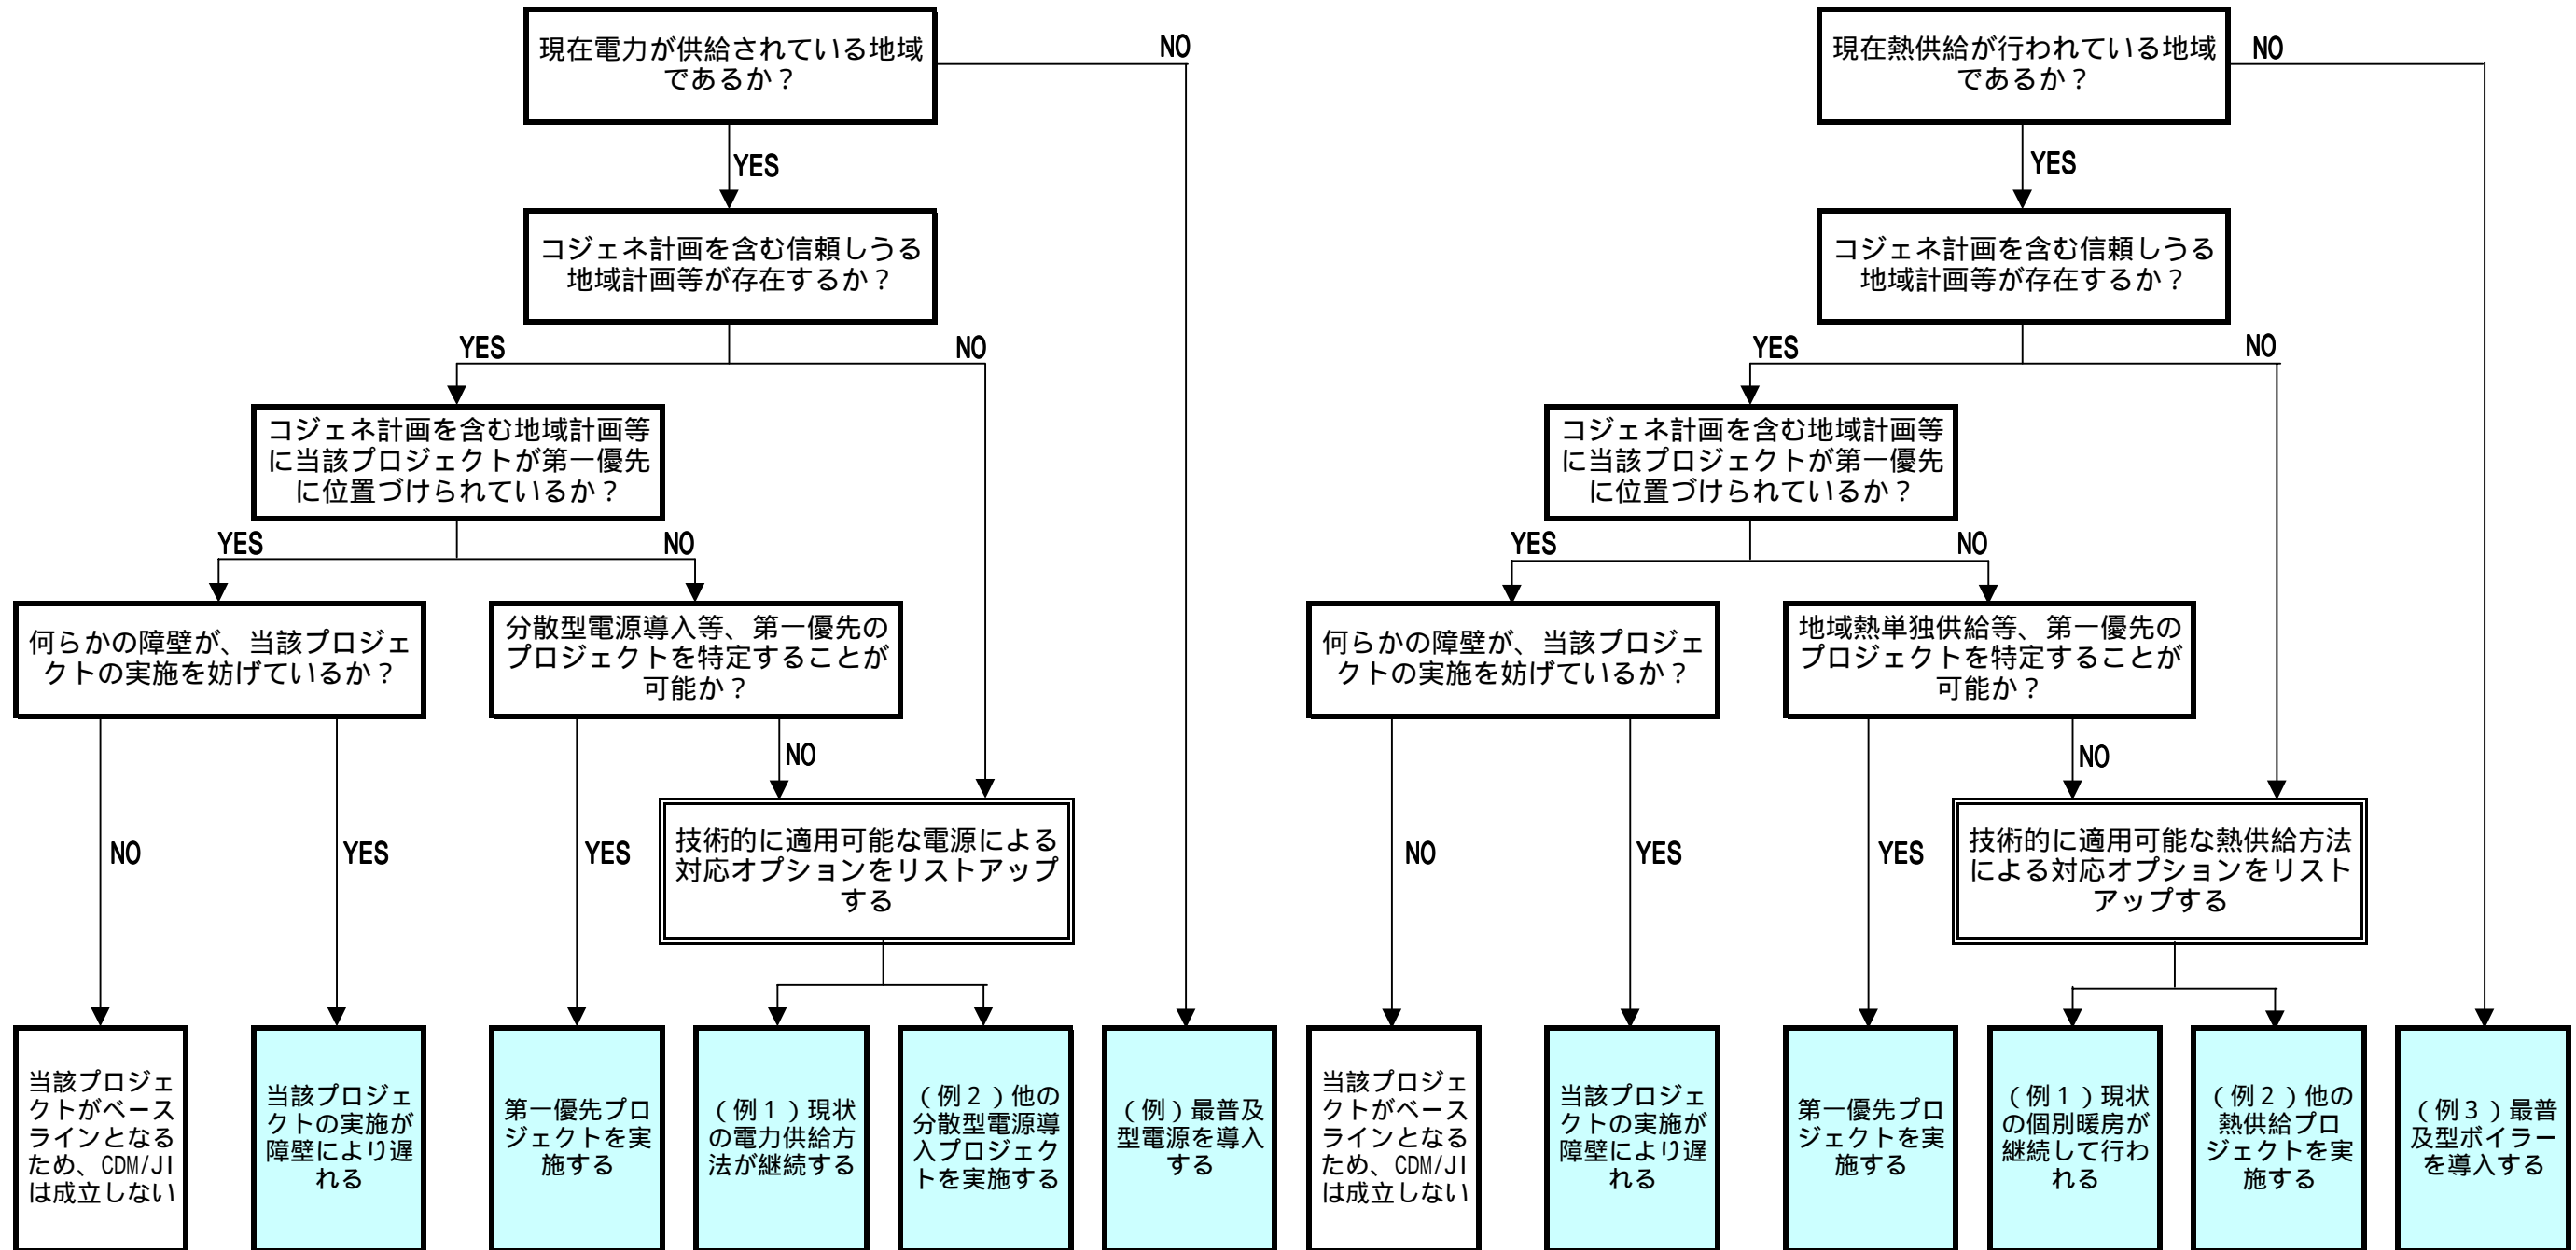 現在電力が供給されている地域
であるか？
NO
YES
コジェネ計画を含む信頼しうる
地域計画等が存在するか？
YES
NO
コジェネ計画を含む地域計画等
に当該プロジェクトが第一優先
に位置づけられているか？
YES
NO
何らかの障壁が、当該プロジェ
クトの実施を妨げているか？
分散型電源導入等、第一優先の
プロジェクトを特定することが
可能か？
NO
YES
YES
NO
技術的に適用可能な電源による
対応オプションをリストアップ
する
当該プロジェ
クトがベース
ラインとなる
ため、CDM/JI
は成立しない
当該プロジェ
クトの実施が
障壁により遅
れる
第一優先プロ
ジェクトを実
施する
（例１）現状
の電力供給方
法が継続する
（例２）他の
分散型電源導
入プロジェク
トを実施する
（例）最普及
型電源を導入
する
現在熱供給が行われている地域
であるか？
NO
YES
コジェネ計画を含む信頼しうる
地域計画等が存在するか？
YES
NO
コジェネ計画を含む地域計画等
に当該プロジェクトが第一優先
に位置づけられているか？
YES
NO
何らかの障壁が、当該プロジェ
クトの実施を妨げているか？
地域熱単独供給等、第一優先の
プロジェクトを特定することが
可能か？
NO
YES
YES
NO
技術的に適用可能な熱供給方法
による対応オプションをリスト
アップする
当該プロジェ
クトがベース
ラインとなる
ため、CDM/JI
は成立しない
当該プロジェ
クトの実施が
障壁により遅
れる
第一優先プロ
ジェクトを実
施する
（例１）現状
の個別暖房が
継続して行わ
れる
（例２）他の
熱供給プロ
ジェクトを実
施する
（例３）最普
及型ボイラー
を導入する